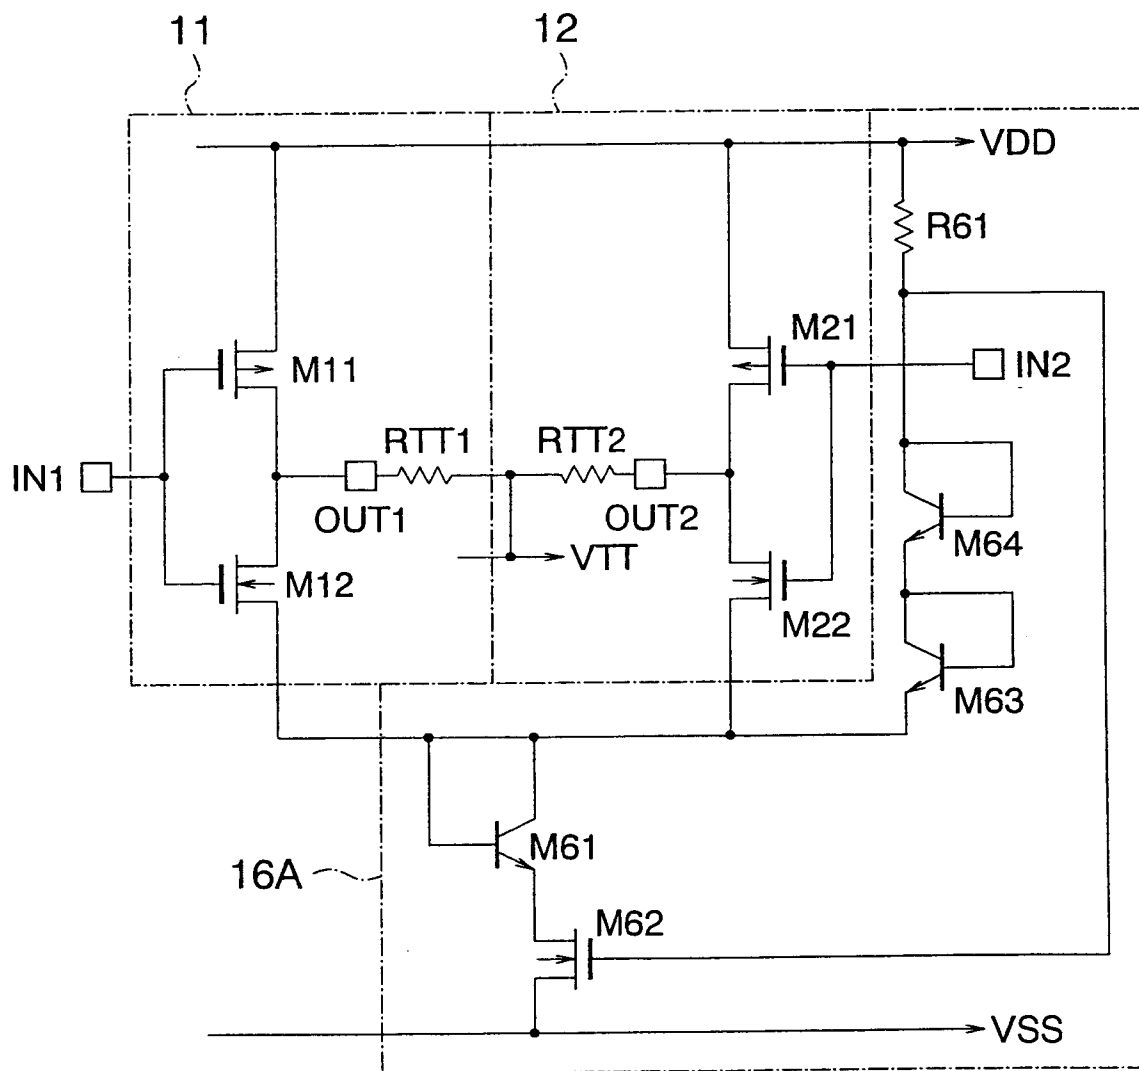 11
12
VDD
R61
M11
M21
IN2
IN1
RTT1
RTT2
OUT1
OUT2
VTT
M12
M22
M64
M63
M61
16A
M62
VSS